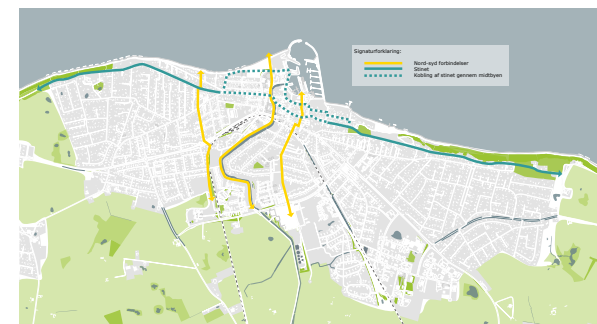 Signaturforklaring:
Nord-syd forbindelser
Stinet
Kobling af stinet gennem midtbyen